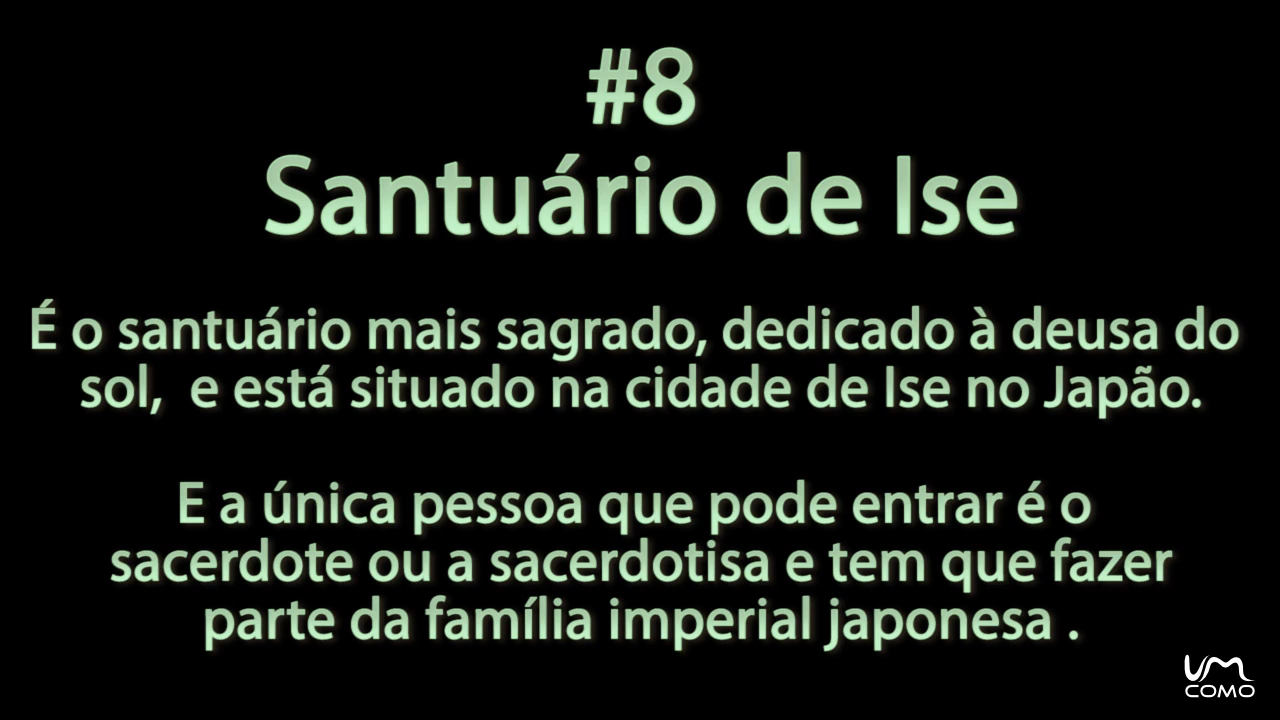 #8
Santuário de Ise
É o santuário mais sagrado, dedicado à deusa do
sol,  e está situado na cidade de Ise no Japão.
E a única pessoa que pode entrar é o
sacerdote ou a sacerdotisa e tem que fazer
parte da família imperial japonesa .
UM
COMO